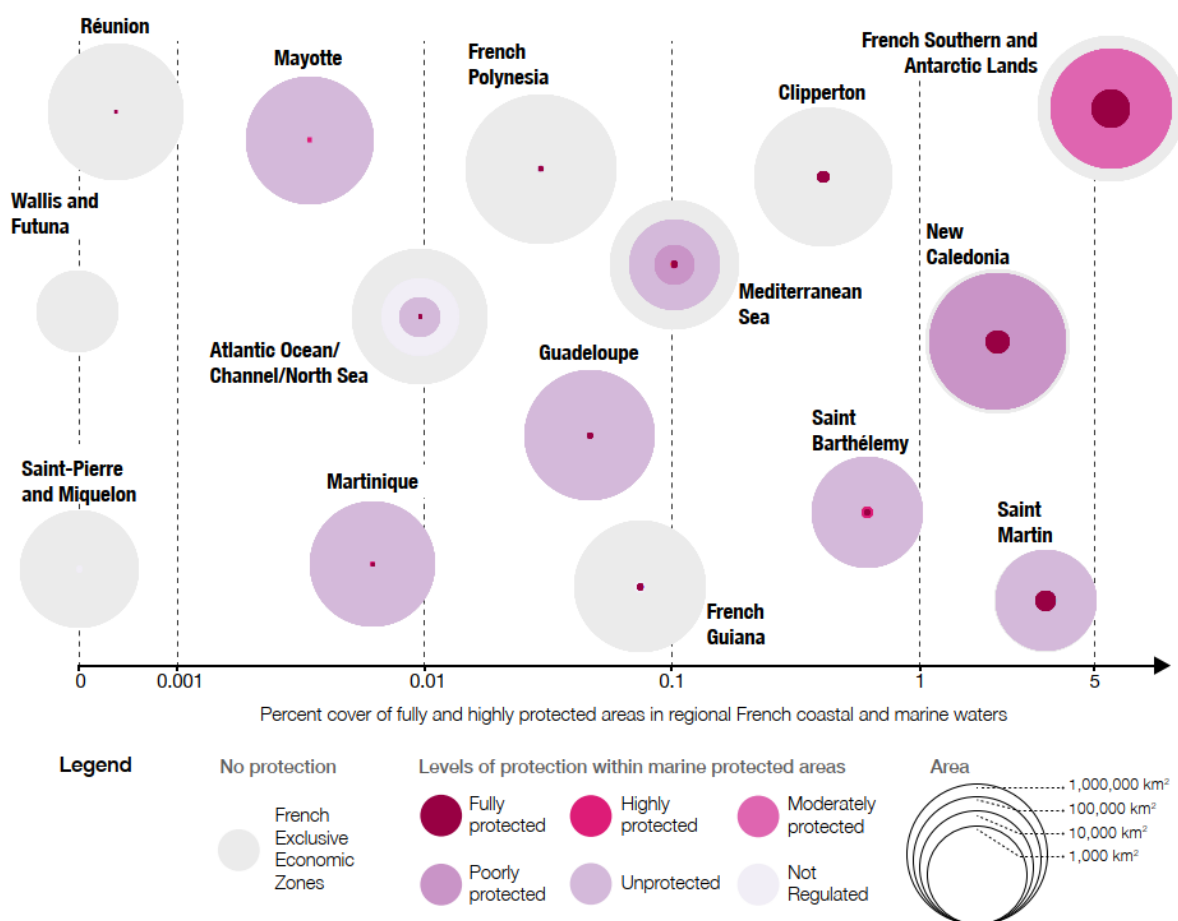 Réunion
Mayotte
French
Polynesia
French Southern and
Antarctic Lands
Clipperton
Wallis and
Futuna
New
Caledonia
Mediterranean
Sea
Atlantic Ocean/
Channel/North Sea
Guadeloupe
Saint
Barthélemy
Saint-Pierre
and Miquelon
Martinique
Saint
Martin
French
Guiana
0
0.001
0.01
0.1
1
5
Percent cover of fully and highly protected areas in regional French coastal and marine waters
Legend
No protection
French
Exclusive
Economic
Zones
Levels of protection within marine protected areas
Fully
protected
Highly
protected
Moderately
protected
Poorly
protected
Unprotected
Not
Regulated
Area
1,000,000 km²
100,000 km²
10,000 km²
1,000 km²